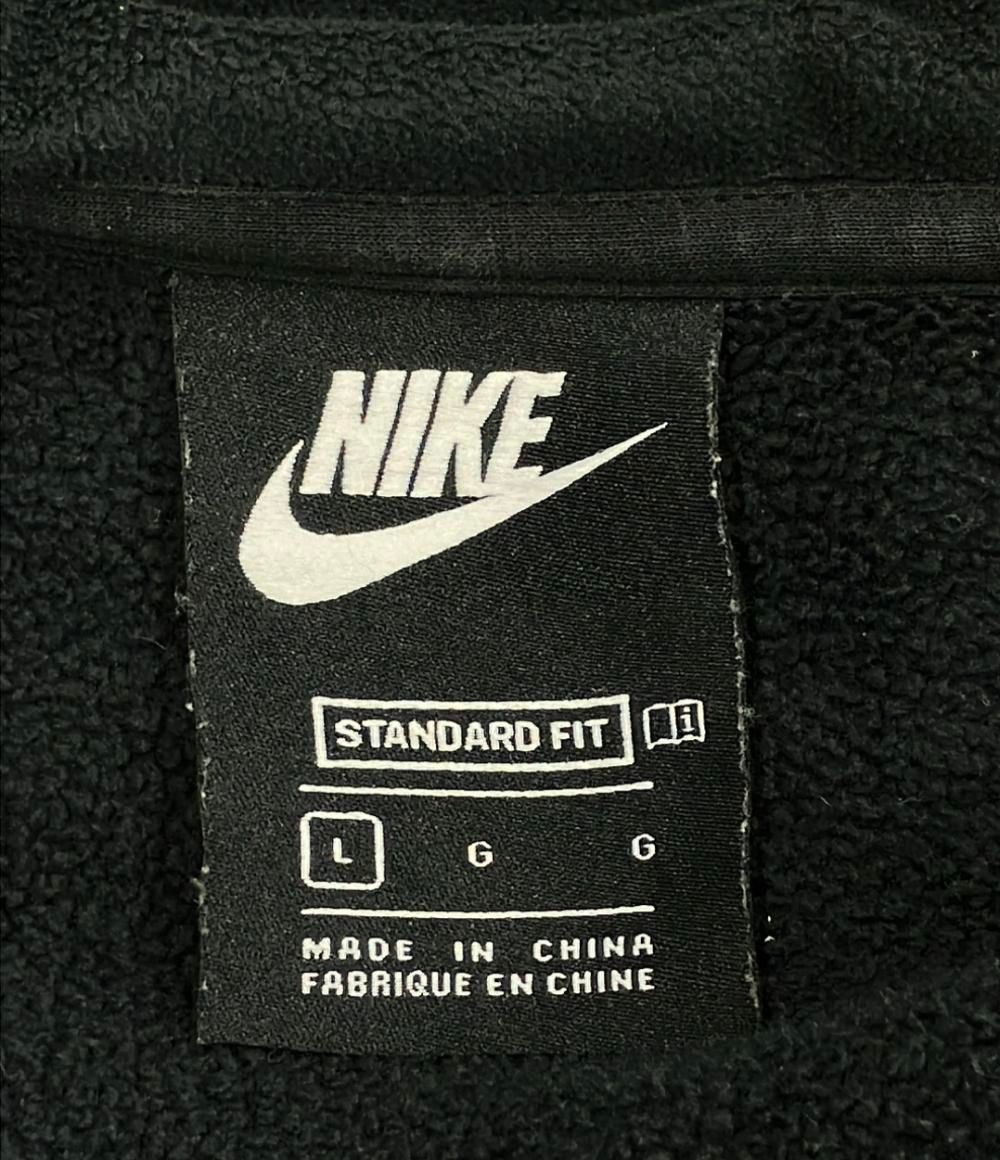 NIKE
STANDARD FIT i
L G G
MADE IN CHINA
FABRIQUE EN CHINE